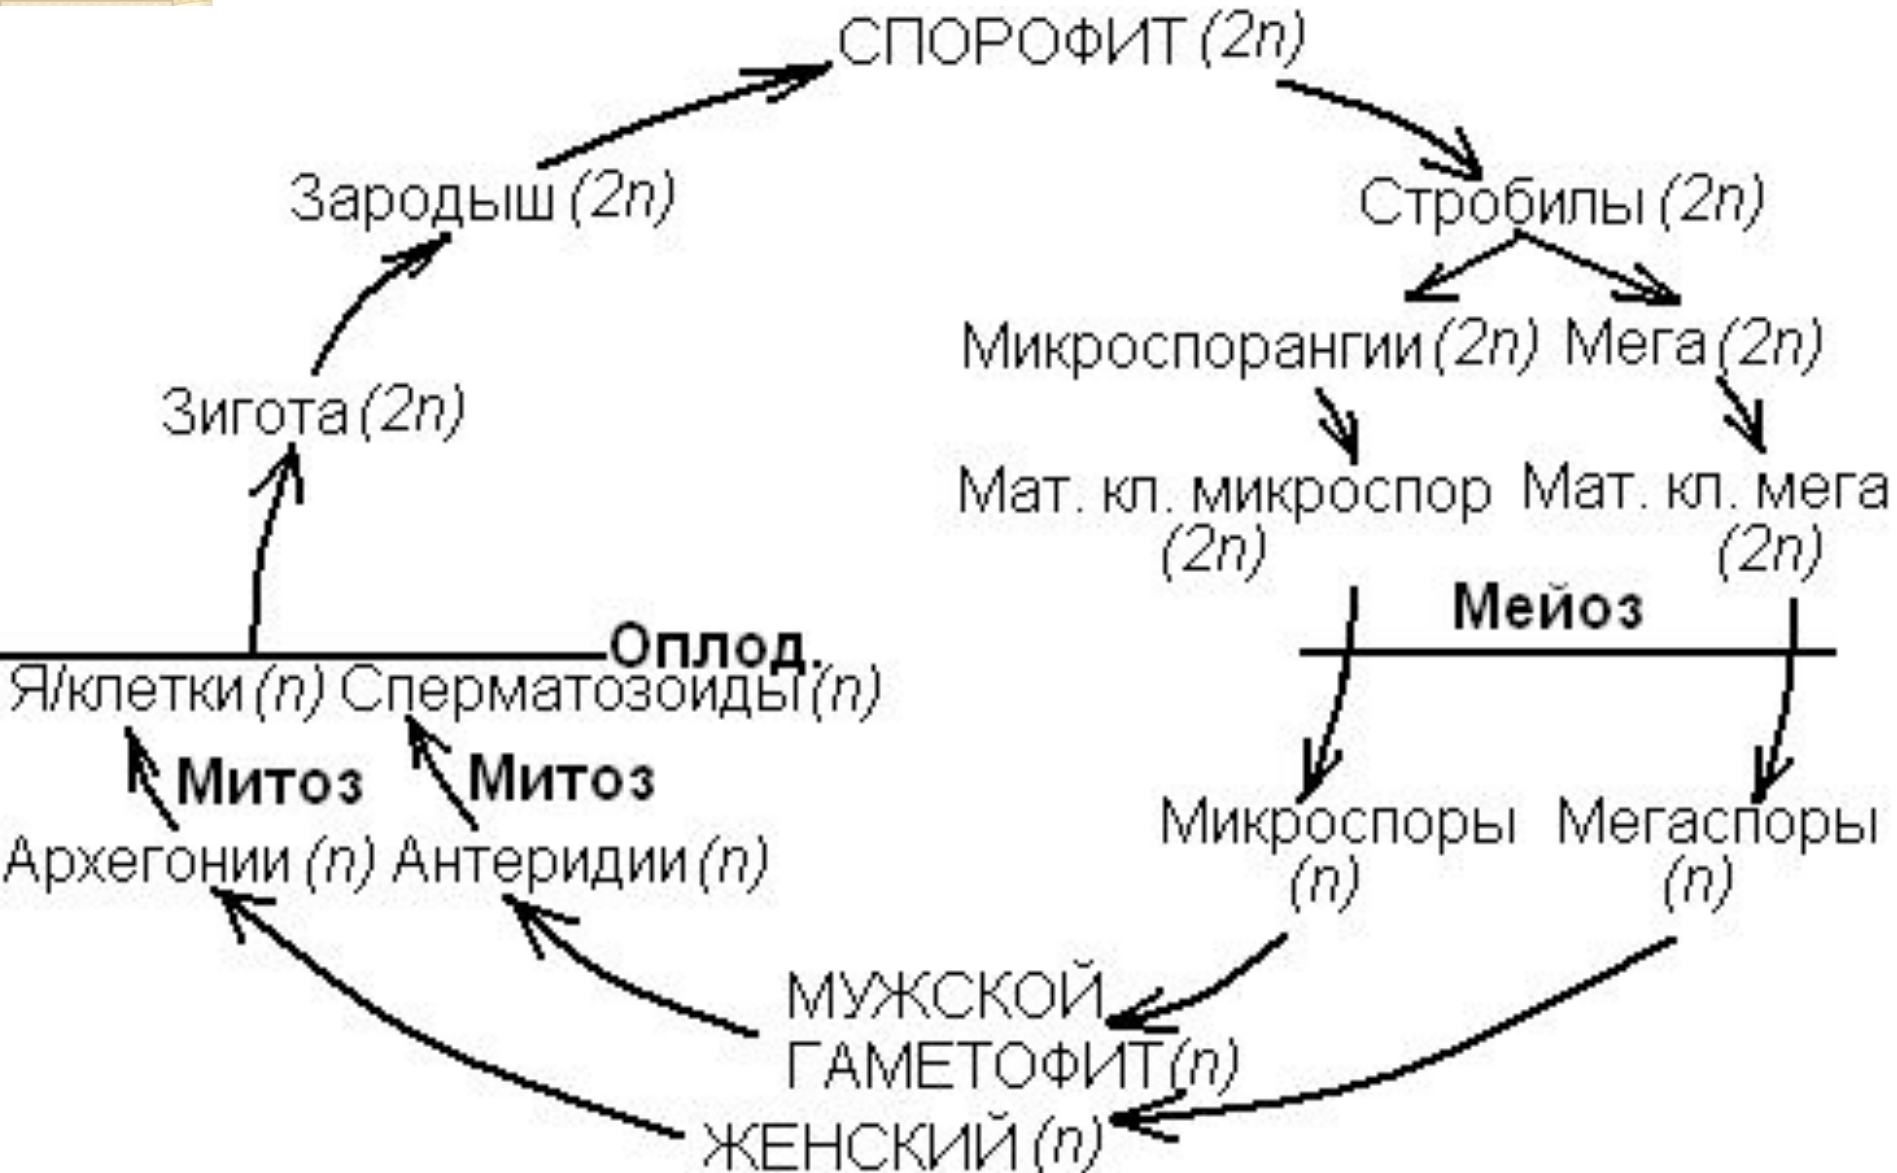 СПОРОФИТ (2n)
Зародыш (2n)
Стробилы (2n)
Микроспорангии (2n) Мега (2n)
Зигота (2n)
Мат. кл. микроспор Мат. кл. мега
(2n) (2n)
Мейоз
Оплод.
Я/клетки (n) Сперматозоиды (n)
Митоз Митоз
Архегонии (n) Антеридии (n)
Микроспоры Мегаспоры
(n) (n)
МУЖСКОЙ
ГАМЕТОФИТ (n)
ЖЕНСКИЙ (n)